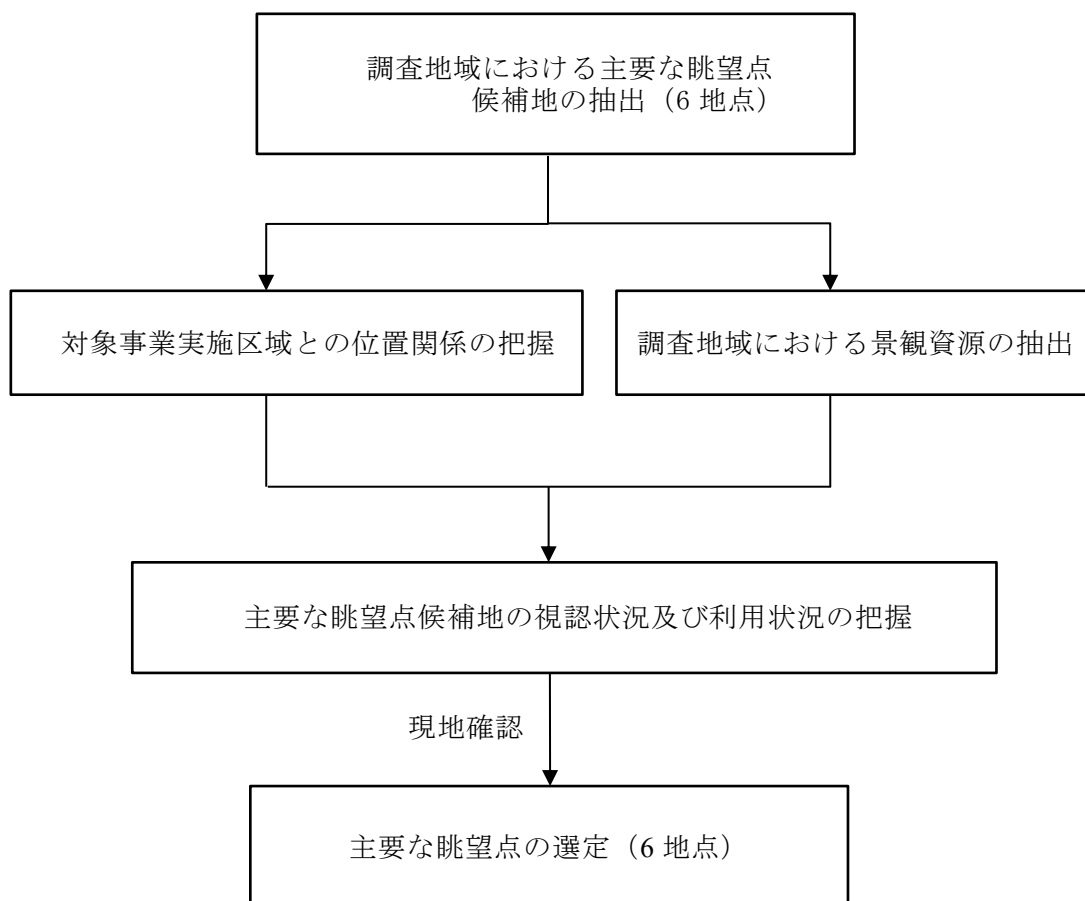 調査地域における主要な眺望点
候補地の抽出（6 地点）
対象事業実施区域との位置関係の把握
調査地域における景観資源の抽出
主要な眺望点候補地の視認状況及び利用状況の把握
現地確認
主要な眺望点の選定（6 地点）